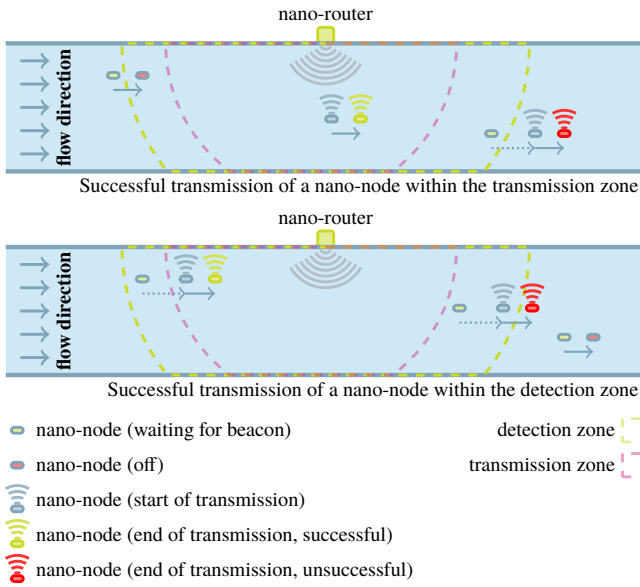 nano-router
flow direction
Successful transmission of a nano-node within the transmission zone
nano-router
flow direction
Successful transmission of a nano-node within the detection zone
nano-node (waiting for beacon)
nano-node (off)
nano-node (start of transmission)
nano-node (end of transmission, successful)
nano-node (end of transmission, unsuccessful)
detection zone
transmission zone